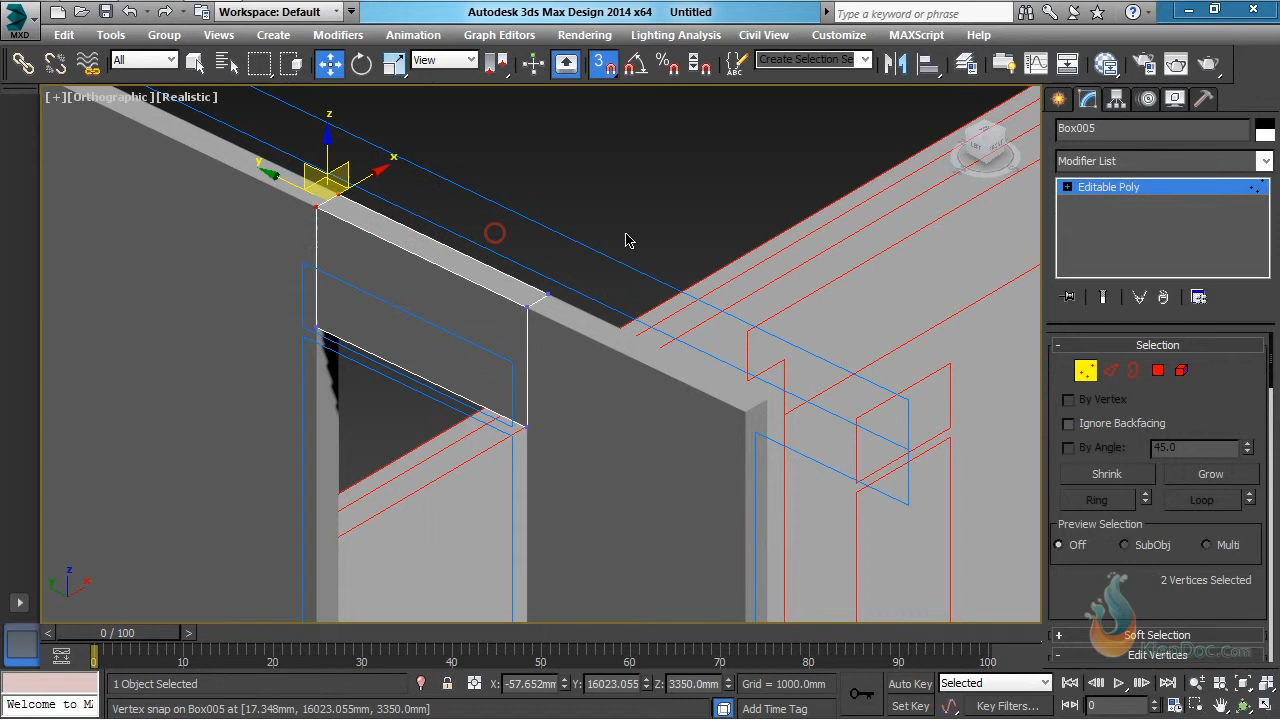 MXD
Workspace: Default
Autodesk 3ds Max Design 2014 x64 Untitled
Type a keyword or phrase
Edit Tools Group Views Create Modifiers Animation Graph Editors Rendering Lighting Analysis Civil View Customize MAXScript Help
All
View
3
Create Selection Se
[+][Orthographic][Realistic]
z
y
x
Box005
Modifier List
Editable Poly
Selection
By Vertex
Ignore Backfacing
By Angle: 45.0
Shrink Grow
Ring Loop
Preview Selection
Off SubObj Multi
2 Vertices Selected
Soft Selection
Edit Vertices
KienDoc.Com
z
y x
0 / 100
0 10 20 30 40 50 60 70 80 90 100
1 Object Selected
X: -57.652mm Y: 16023.055 Z: 3350.0mm Grid = 1000.0mm
Auto Key Selected
Welcome to M
Vertex snap on Box005 at [17.348mm, 16023.055mm, 3350.0mm]
Add Time Tag
Set Key Key Filters... 0